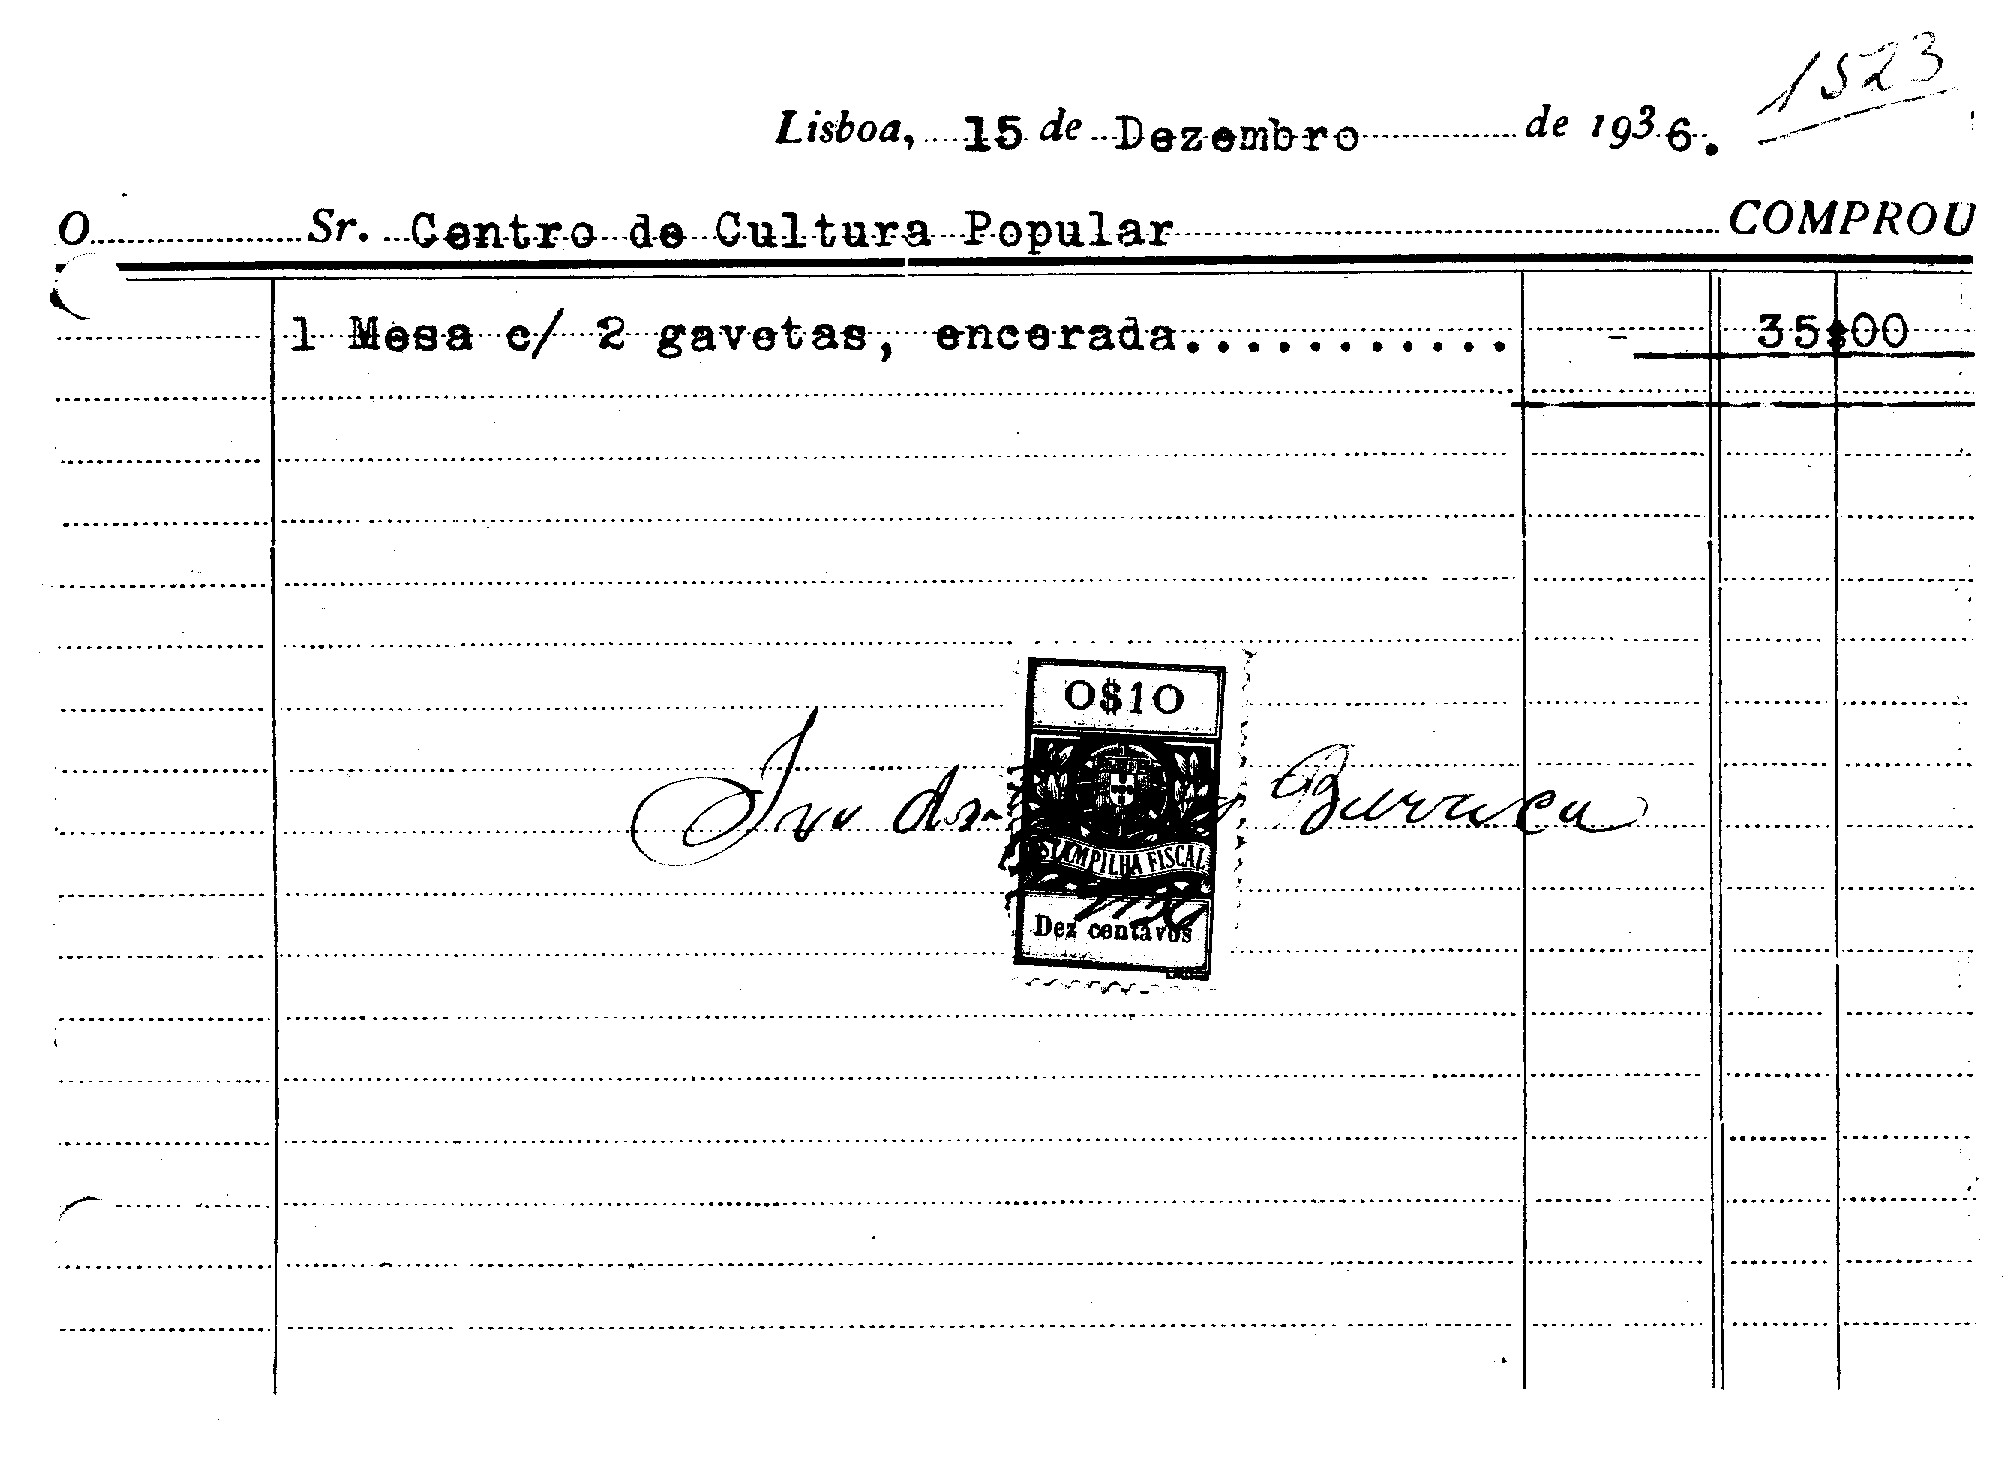 1523
Lisboa, 15 de Dezembro de 1936.
O Sr. Centro de Cultura Popular COMPROU
1 Mesa c/ 2 gavetas, encerada........... - 35$00
0$10
ESTAMPILHA FISCAL
Dez centavos